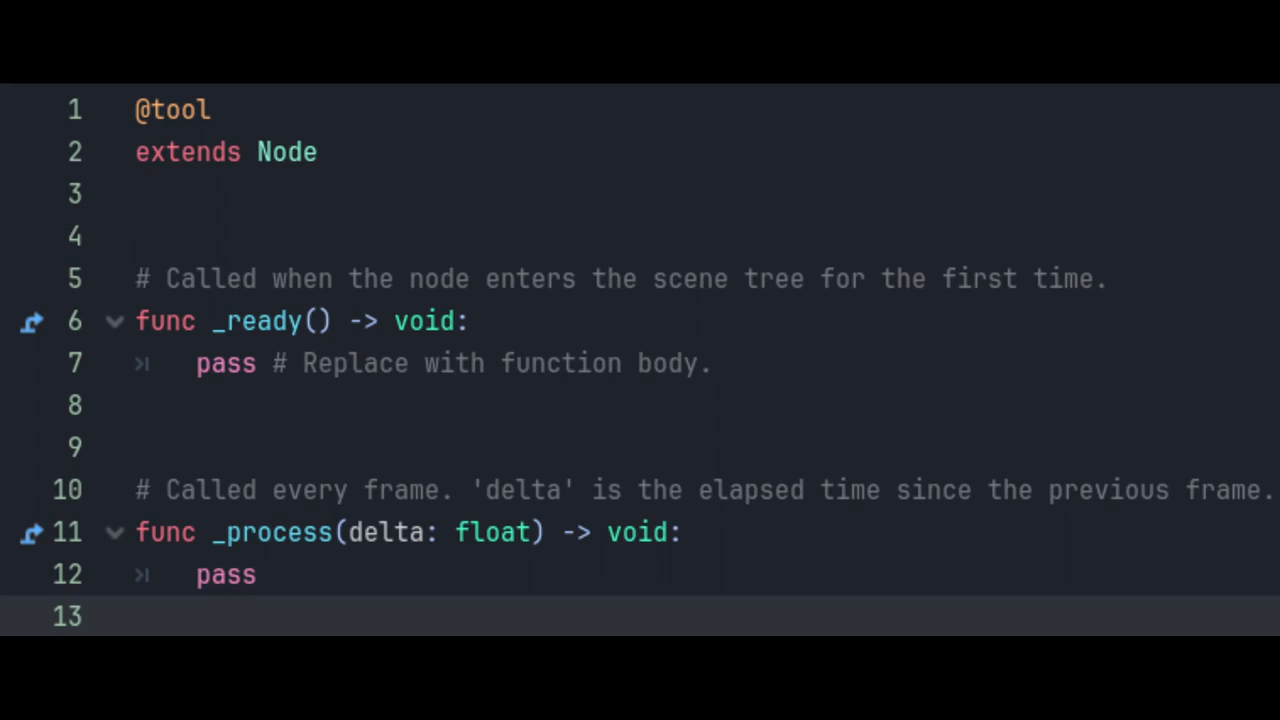 1 @tool
2 extends Node
3
4
5 # Called when the node enters the scene tree for the first time.
6 func _ready() -> void:
7 pass # Replace with function body.
8
9
10 # Called every frame. 'delta' is the elapsed time since the previous frame.
11 func _process(delta: float) -> void:
12 pass
13